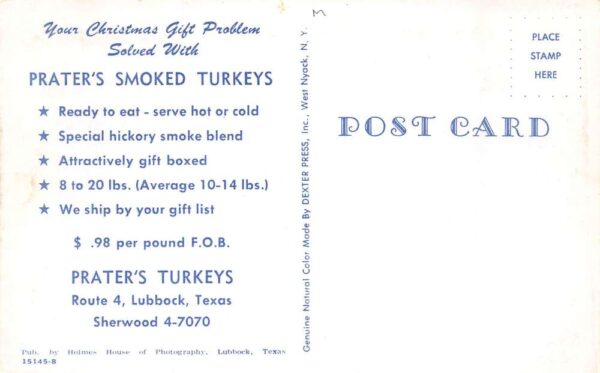 Your Christmas Gift Problem
Solved With
PRATER'S SMOKED TURKEYS
★ Ready to eat - serve hot or cold
★ Special hickory smoke blend
★ Attractively gift boxed
★ 8 to 20 lbs. (Average 10-14 lbs.)
★ We ship by your gift list
$ .98 per pound F.O.B.
PRATER'S TURKEYS
Route 4, Lubbock, Texas
Sherwood 4-7070
Pub. by Holmes House of Photography, Lubbock, Texas
15145-B
Genuine Natural Color Made By DEXTER PRESS, Inc., West Nyack, N. Y.
M
POST CARD
PLACE
STAMP
HERE